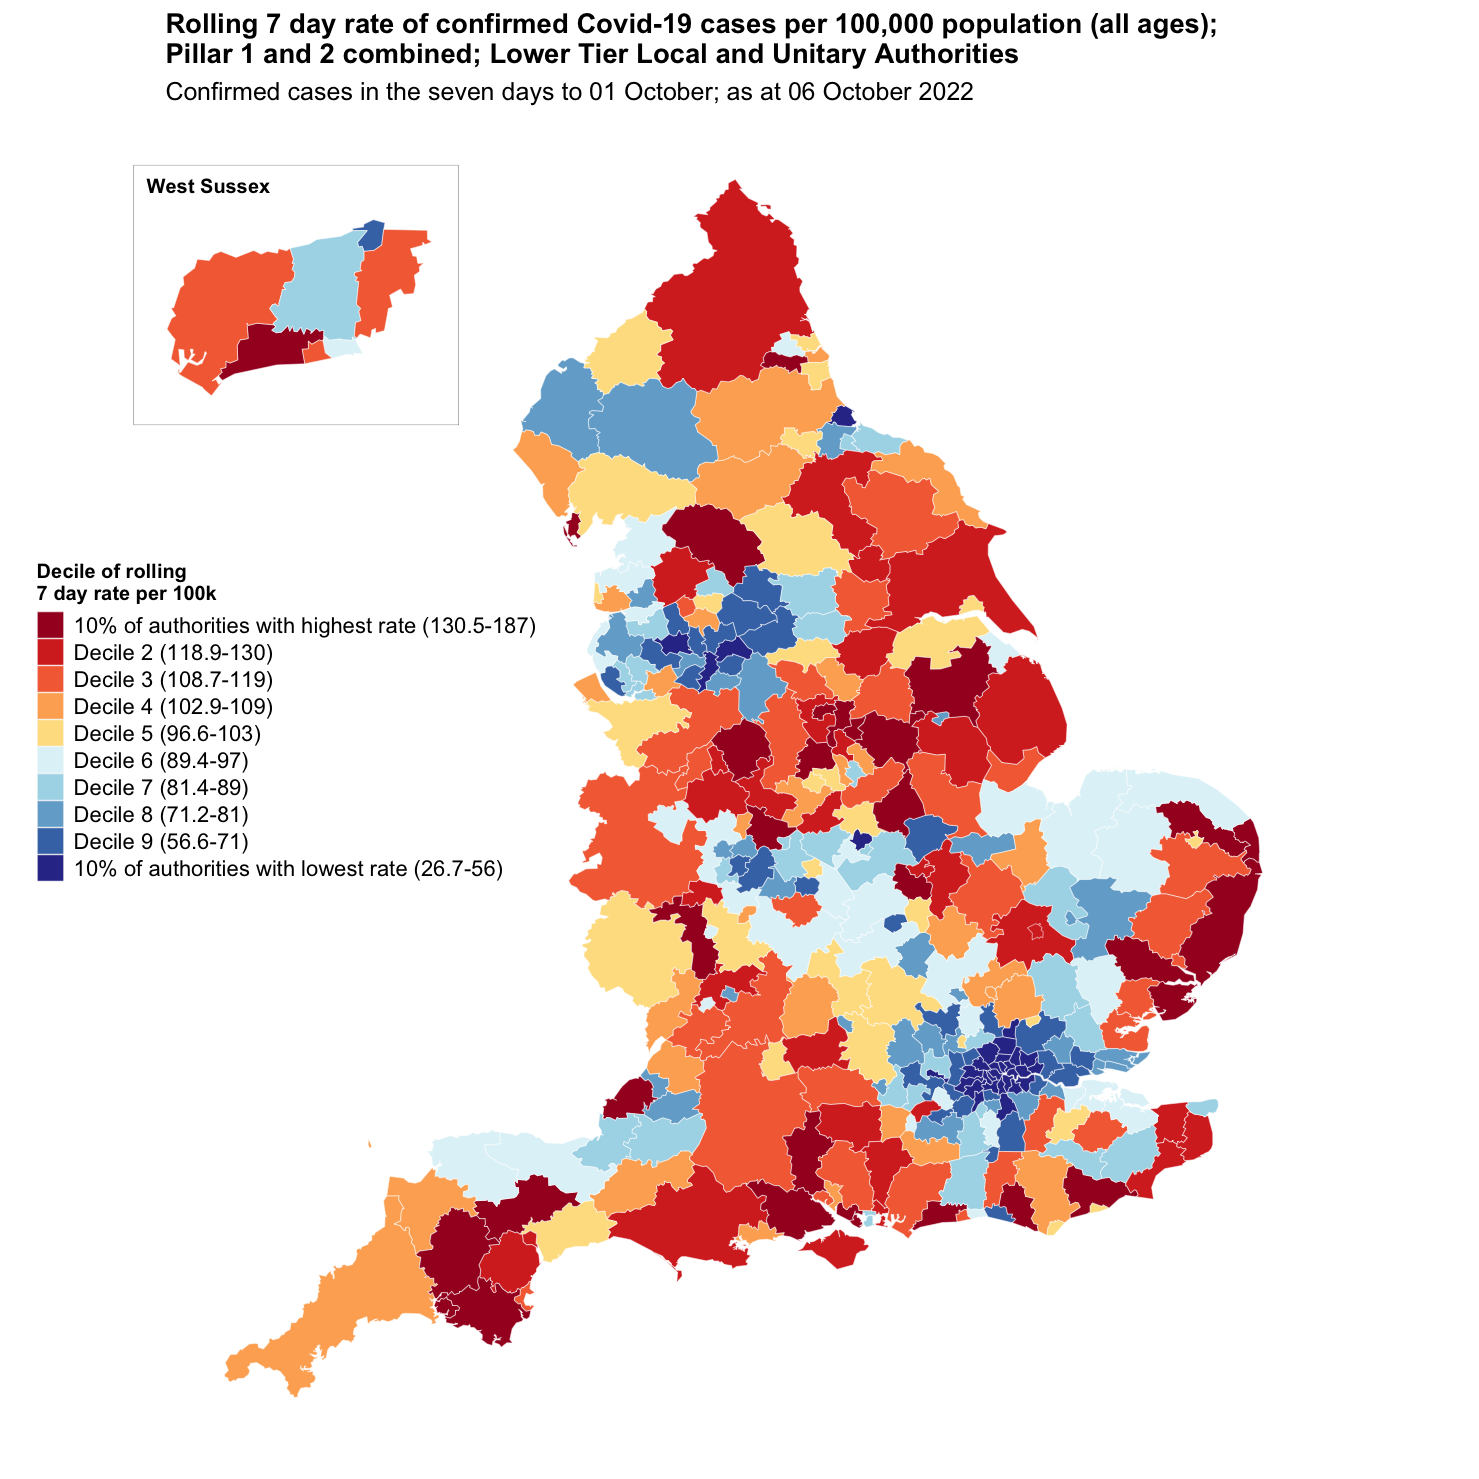 Rolling 7 day rate of confirmed Covid-19 cases per 100,000 population (all ages);
Pillar 1 and 2 combined; Lower Tier Local and Unitary Authorities
Confirmed cases in the seven days to 01 October; as at 06 October 2022
West Sussex
Decile of rolling
7 day rate per 100k
10% of authorities with highest rate (130.5-187)
Decile 2 (118.9-130)
Decile 3 (108.7-119)
Decile 4 (102.9-109)
Decile 5 (96.6-103)
Decile 6 (89.4-97)
Decile 7 (81.4-89)
Decile 8 (71.2-81)
Decile 9 (56.6-71)
10% of authorities with lowest rate (26.7-56)